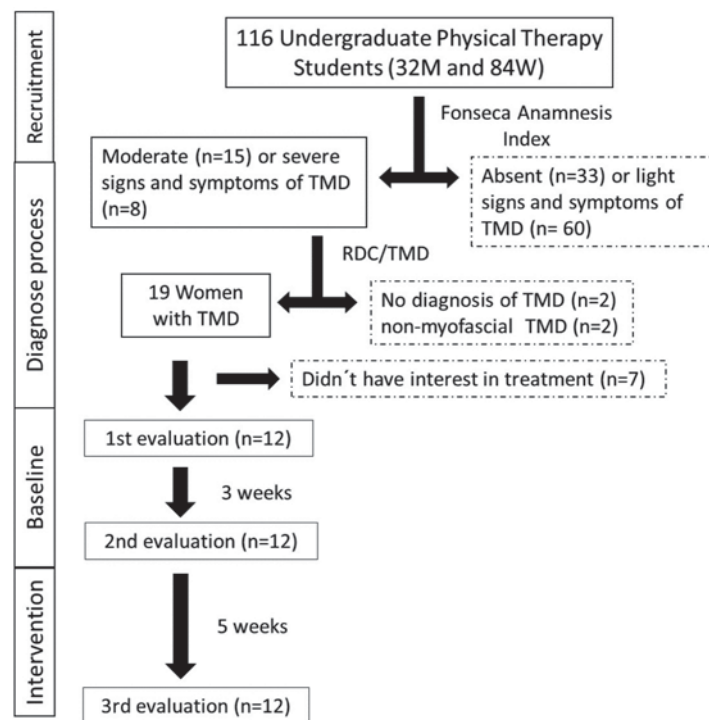 Recruitment
116 Undergraduate Physical Therapy
Students (32M and 84W)
Fonseca Anamnesis
Index
Diagnose process
Moderate (n=15) or severe
signs and symptoms of TMD
(n=8)
Absent (n=33) or light
signs and symptoms of
TMD (n= 60)
RDC/TMD
19 Women
with TMD
No diagnosis of TMD (n=2)
non-myofascial TMD (n=2)
Didn´t have interest in treatment (n=7)
Baseline
1st evaluation (n=12)
3 weeks
2nd evaluation (n=12)
Intervention
5 weeks
3rd evaluation (n=12)